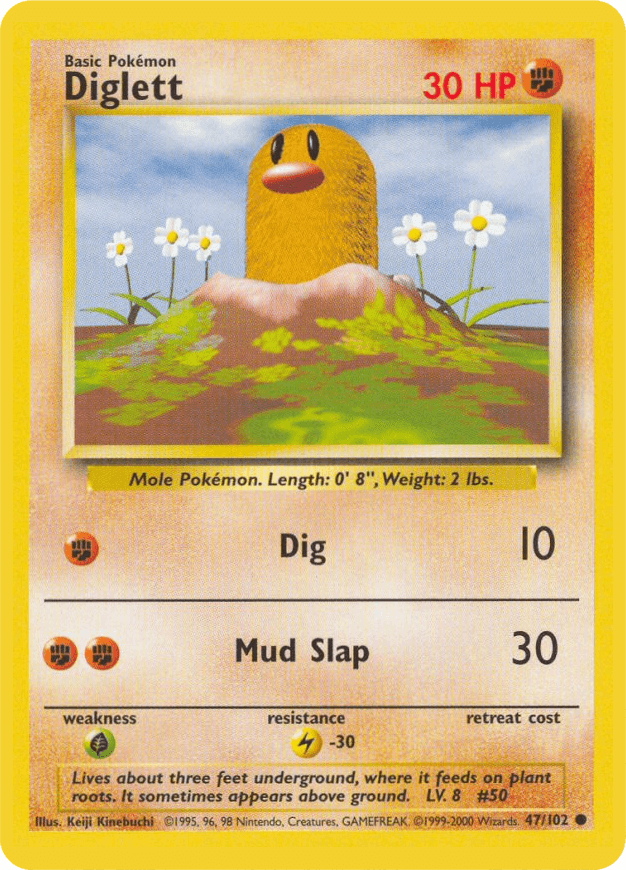 Basic Pokémon
Diglett
30 HP
Mole Pokémon. Length: 0' 8", Weight: 2 lbs.
Dig 10
Mud Slap 30
weakness resistance retreat cost
-30
Lives about three feet underground, where it feeds on plant
roots. It sometimes appears above ground. LV. 8 #50
Illus. Keiji Kinebuchi ©1995, 96, 98 Nintendo, Creatures, GAMEFREAK. ©1999-2000 Wizards. 47/102